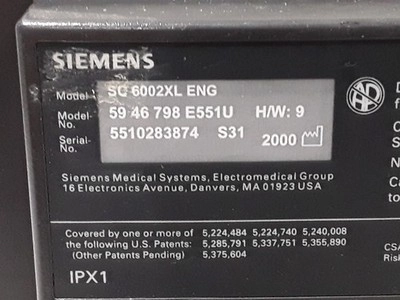 SIEMENS
Model SC 6002XL ENG
Model-No. 59 46 798 E551U H/W: 9
Serial-No. 5510283874 S31 2000
Siemens Medical Systems, Electromedical Group
16 Electronics Avenue, Danvers, MA 01923 USA
Covered by one or more of 5,224,484 5,224,740 5,240,008
the following U.S. Patents: 5,285,791 5,337,751 5,355,890
(Other Patents Pending) 5,375,604
IPX1
CSA
Risk